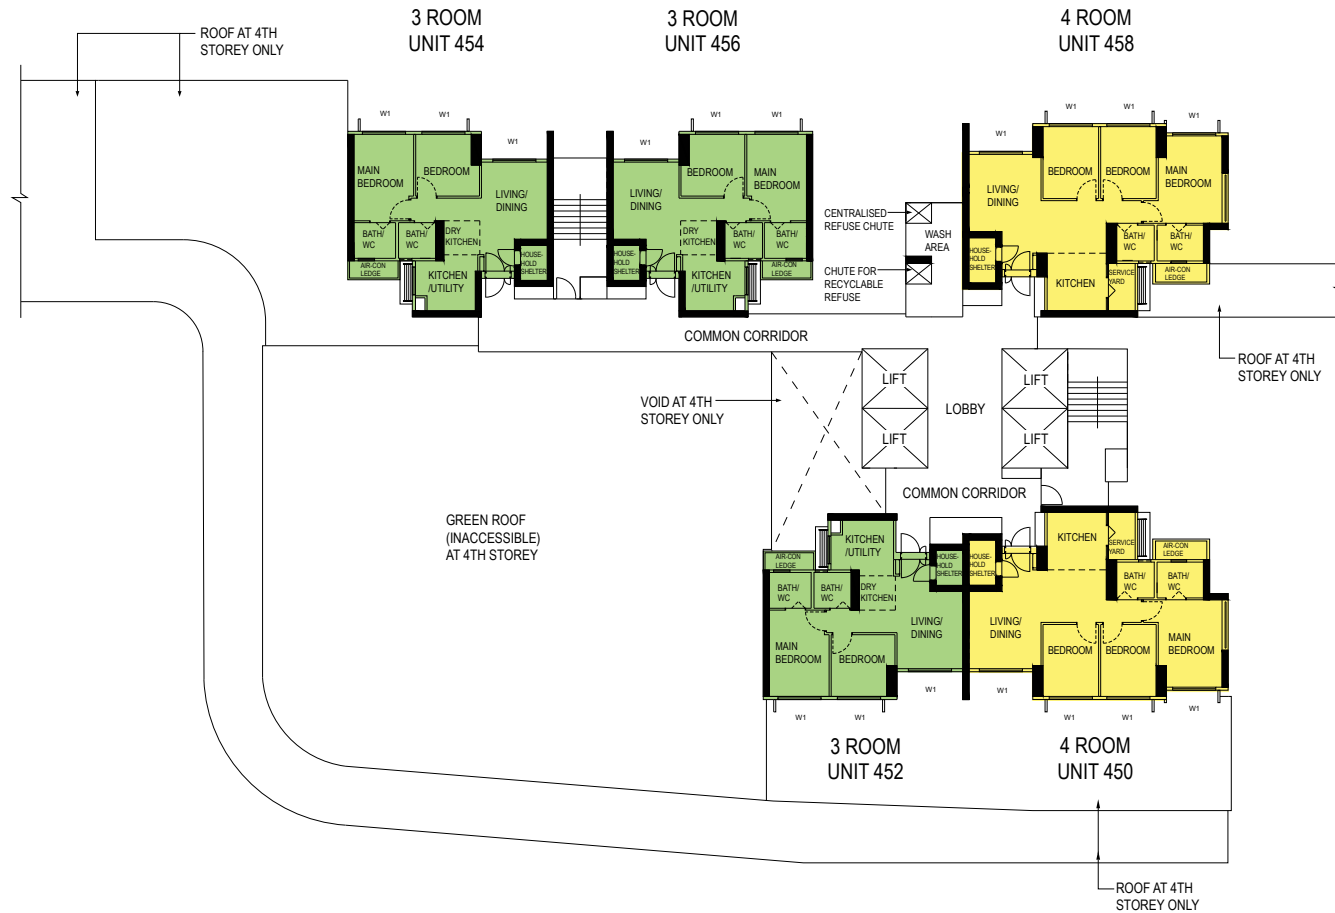 3 ROOM
UNIT 454
3 ROOM
UNIT 456
4 ROOM
UNIT 458
ROOF AT 4TH
STOREY ONLY
W1
W1
W1
MAIN
BEDROOM
BEDROOM
LIVING/
DINING
BATH/
WC
BATH/
WC
DRY
KITCHEN
AIR-CON
LEDGE
KITCHEN
/UTILITY
HOUSE-
HOLD
SHELTER
W1
W1
W1
LIVING/
DINING
BEDROOM
MAIN
BEDROOM
DRY
KITCHEN
BATH/
WC
BATH/
WC
HOUSE-
HOLD
SHELTER
KITCHEN
/UTILITY
AIR-CON
LEDGE
CENTRALISED
REFUSE CHUTE
WASH
AREA
CHUTE FOR
RECYCLABLE
REFUSE
W1
W1
W1
W1
LIVING/
DINING
BEDROOM
BEDROOM
MAIN
BEDROOM
BATH/
WC
BATH/
WC
HOUSE-
HOLD
SHELTER
KITCHEN
SERVICE
YARD
AIR-CON
LEDGE
COMMON CORRIDOR
ROOF AT 4TH
STOREY ONLY
VOID AT 4TH
STOREY ONLY
LIFT
LIFT
LOBBY
LIFT
LIFT
COMMON CORRIDOR
GREEN ROOF
(INACCESSIBLE)
AT 4TH STOREY
KITCHEN
/UTILITY
AIR-CON
LEDGE
HOUSE-
HOLD
SHELTER
BATH/
WC
BATH/
WC
DRY
KITCHEN
LIVING/
DINING
MAIN
BEDROOM
BEDROOM
W1
W1
W1
KITCHEN
SERVICE
YARD
AIR-CON
LEDGE
HOUSE-
HOLD
SHELTER
BATH/
WC
BATH/
WC
LIVING/
DINING
BEDROOM
BEDROOM
MAIN
BEDROOM
W1
W1
W1
W1
3 ROOM
UNIT 452
4 ROOM
UNIT 450
ROOF AT 4TH
STOREY ONLY